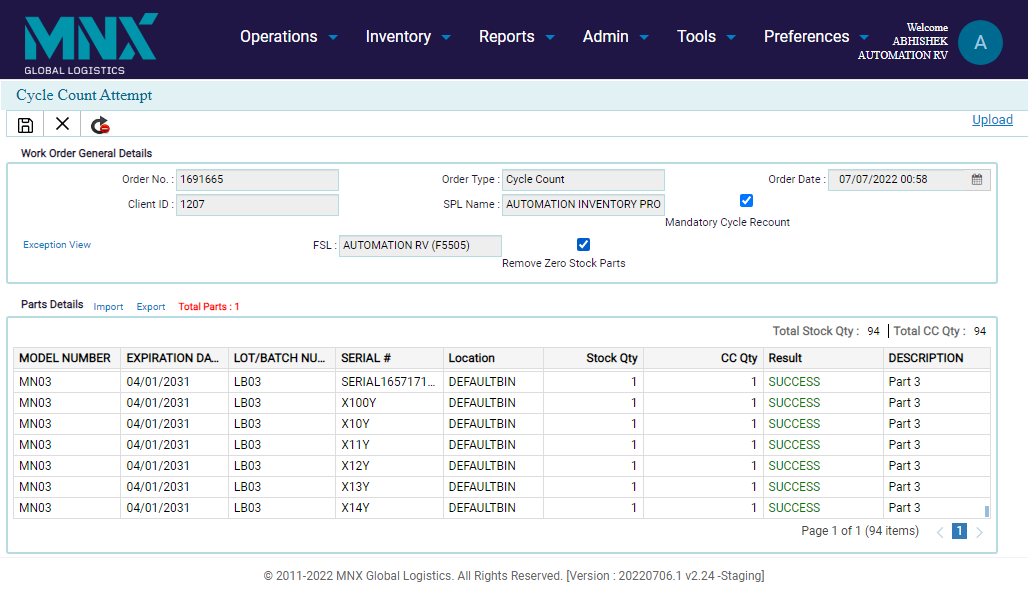 MNX
GLOBAL LOGISTICS
Operations Inventory Reports Admin Tools Preferences
Welcome
ABHISHEK
AUTOMATION RV
A
Cycle Count Attempt
Upload
Work Order General Details
Order No. : 1691665 Order Type : Cycle Count Order Date : 07/07/2022 00:58
Client ID : 1207 SPL Name : AUTOMATION INVENTORY PRO
Mandatory Cycle Recount
Exception View FSL : AUTOMATION RV (F5505)
Remove Zero Stock Parts
Parts Details Import Export Total Parts : 1
Total Stock Qty : 94 Total CC Qty : 94
MODEL NUMBER EXPIRATION DA... LOT/BATCH NU... SERIAL # Location Stock Qty CC Qty Result DESCRIPTION
MN03 04/01/2031 LB03 SERIAL1657171... DEFAULTBIN 1 1 SUCCESS Part 3
MN03 04/01/2031 LB03 X100Y DEFAULTBIN 1 1 SUCCESS Part 3
MN03 04/01/2031 LB03 X10Y DEFAULTBIN 1 1 SUCCESS Part 3
MN03 04/01/2031 LB03 X11Y DEFAULTBIN 1 1 SUCCESS Part 3
MN03 04/01/2031 LB03 X12Y DEFAULTBIN 1 1 SUCCESS Part 3
MN03 04/01/2031 LB03 X13Y DEFAULTBIN 1 1 SUCCESS Part 3
MN03 04/01/2031 LB03 X14Y DEFAULTBIN 1 1 SUCCESS Part 3
Page 1 of 1 (94 items) 1
© 2011-2022 MNX Global Logistics. All Rights Reserved. [Version : 20220706.1 v2.24 -Staging]